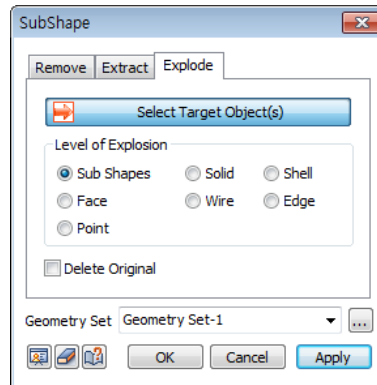 SubShape
Remove Extract Explode
Select Target Object(s)
Level of Explosion
Sub Shapes Solid Shell
Face Wire Edge
Point
Delete Original
Geometry Set Geometry Set-1 ...
OK Cancel Apply